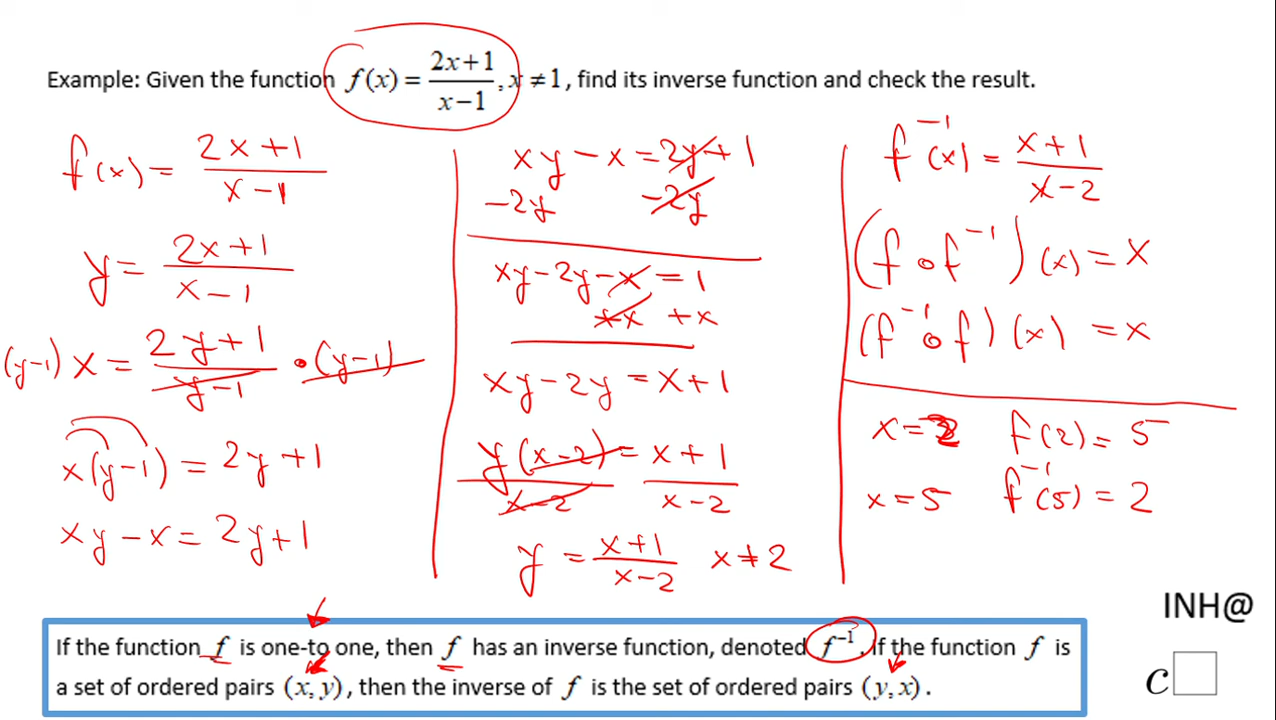 Example: Given the function f(x) = (2x+1)/(x−1), x ≠ 1, find its inverse function and check the result.
f(x) = (2x+1)/(x−1)
y = (2x+1)/(x−1)
(y−1) x = (2y+1)/(y−1) • (y−1)
x(y−1) = 2y+1
xy−x = 2y+1
xy − x = 2y+1
−2y −2y
xy−2y−x = 1
+x +x
xy−2y = x+1
y(x−2) = x+1
x−2 x−2
y = (x+1)/(x−2) x≠2
f⁻¹(x) = (x+1)/(x−2)
(f o f⁻¹)(x) = x
(f⁻¹ o f)(x) = x
x=2 f(2) = 5
x=5 f⁻¹(5) = 2
INH@
If the function f is one-to one, then f has an inverse function, denoted f⁻¹. If the function f is
a set of ordered pairs (x, y), then the inverse of f is the set of ordered pairs (y, x).
c